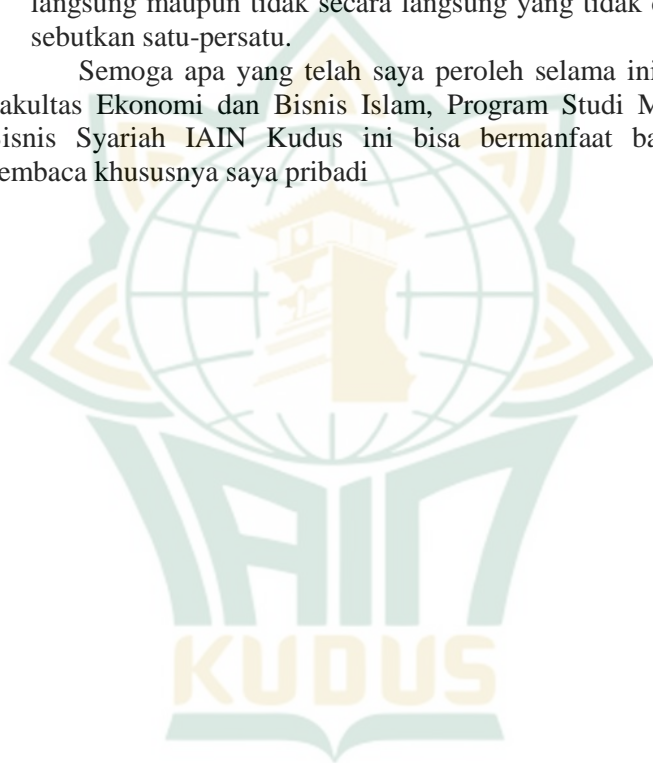 langsung maupun tidak secara langsung yang tidak
sebutkan satu-persatu.
Semoga apa yang telah saya peroleh selama ini
akultas Ekonomi dan Bisnis Islam, Program Studi M
isnis Syariah IAIN Kudus ini bisa bermanfaat ba
embaca khususnya saya pribadi
IAIN
KUDUS